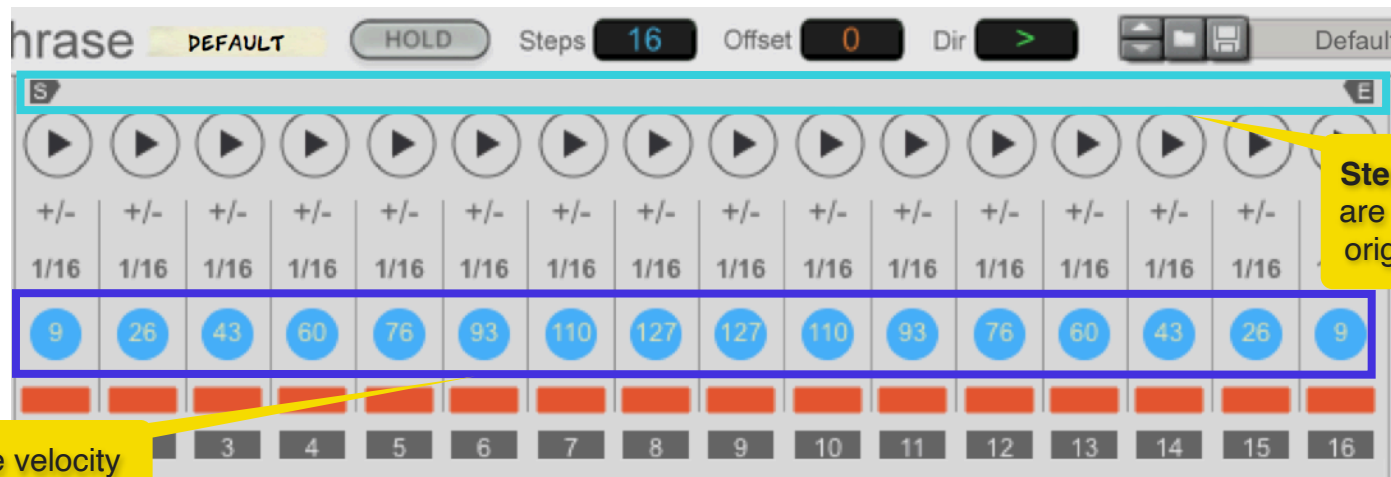 hrase DEFAULT HOLD Steps 16 Offset 0 Dir > Defaul
S E
Ste
are
orig
+/- +/- +/- +/- +/- +/- +/- +/- +/- +/- +/- +/- +/- +/- +/-
1/16 1/16 1/16 1/16 1/16 1/16 1/16 1/16 1/16 1/16 1/16 1/16 1/16 1/16 1/16
9 26 43 60 76 93 110 127 127 110 93 76 60 43 26 9
3 4 5 6 7 8 9 10 11 12 13 14 15 16
e velocity